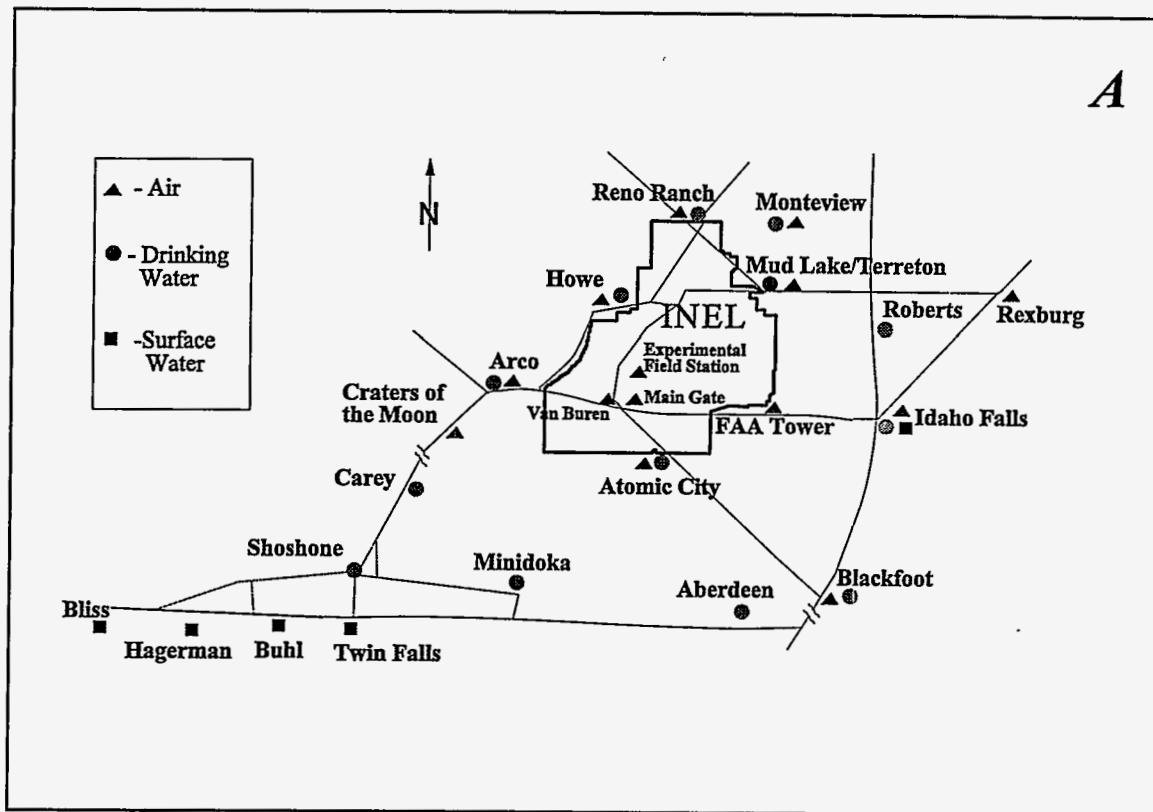 A
- Air
- Drinking
Water
-Surface
Water
N
Reno Ranch
Monteview
Howe
Mud Lake/Terreton
INEL
Roberts
Rexburg
Experimental
Field Station
Arco
Craters of
the Moon
Van Buren
Main Gate
FAA Tower
Idaho Falls
Carey
Atomic City
Shoshone
Minidoka
Aberdeen
Blackfoot
Bliss
Hagerman
Buhl
Twin Falls